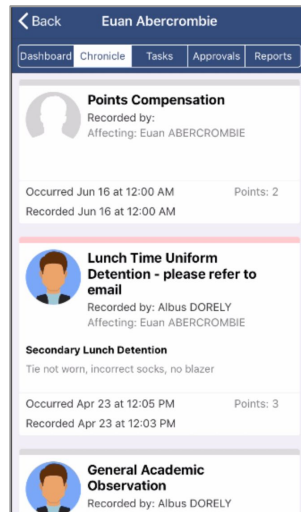 Back Euan Abercrombie
Dashboard Chronicle Tasks Approvals Reports
Points Compensation
Recorded by:
Affecting: Euan ABERCROMBIE
Occurred Jun 16 at 12:00 AM Points: 2
Recorded Jun 16 at 12:00 AM
Lunch Time Uniform
Detention - please refer to
email
Recorded by: Albus DORELY
Affecting: Euan ABERCROMBIE
Secondary Lunch Detention
Tie not worn, incorrect socks, no blazer
Occurred Apr 23 at 12:05 PM Points: 3
Recorded Apr 23 at 12:03 PM
General Academic
Observation
Recorded by: Albus DORELY